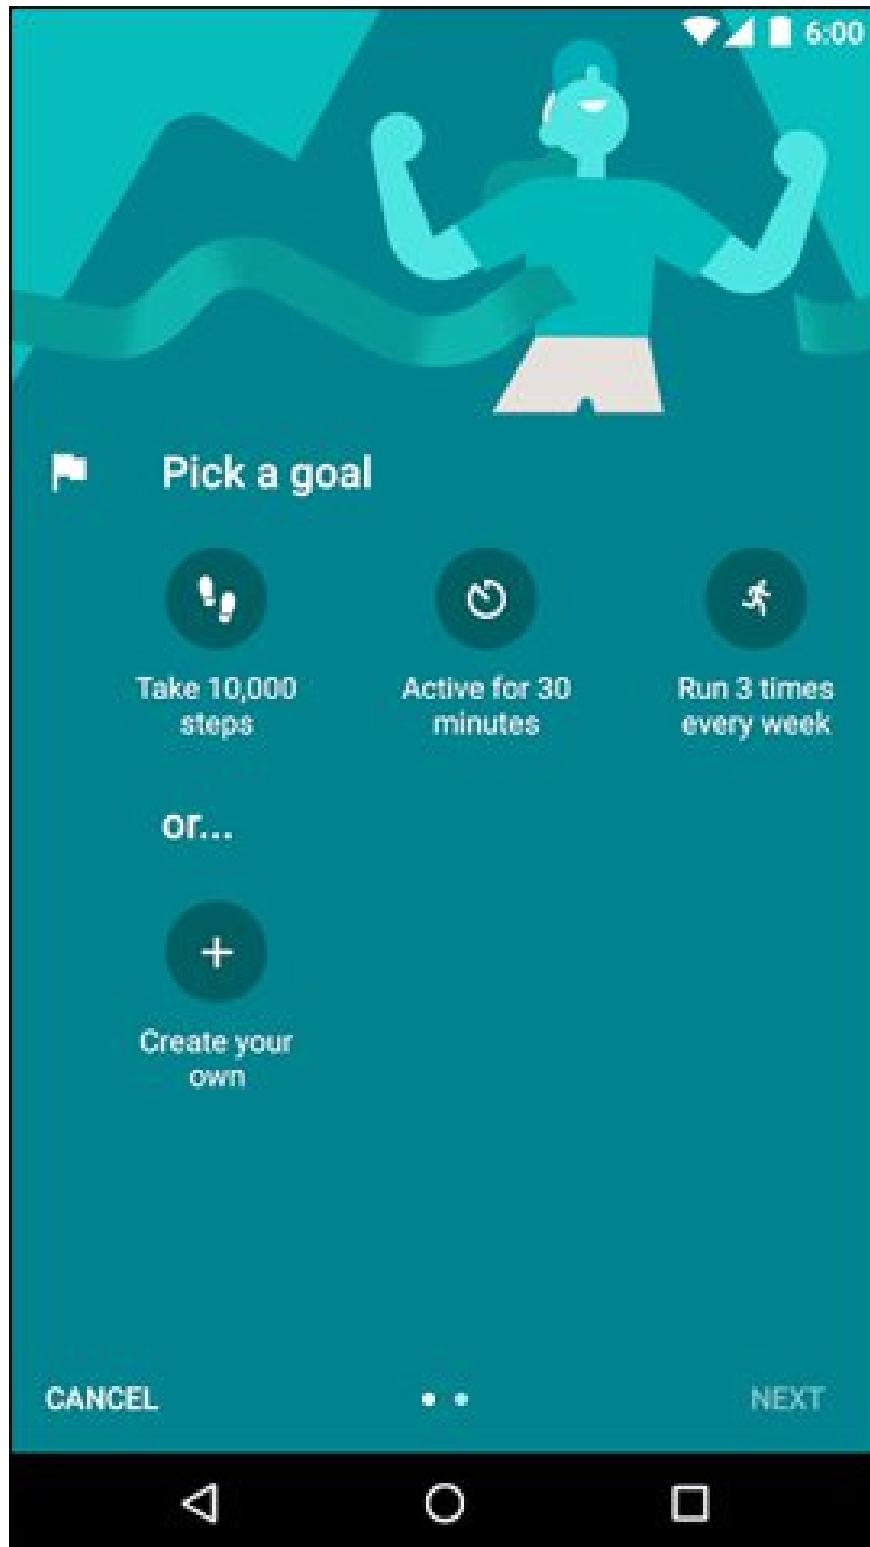 6:00
Pick a goal
Take 10,000
steps
Active for 30
minutes
Run 3 times
every week
or...
Create your
own
CANCEL
NEXT